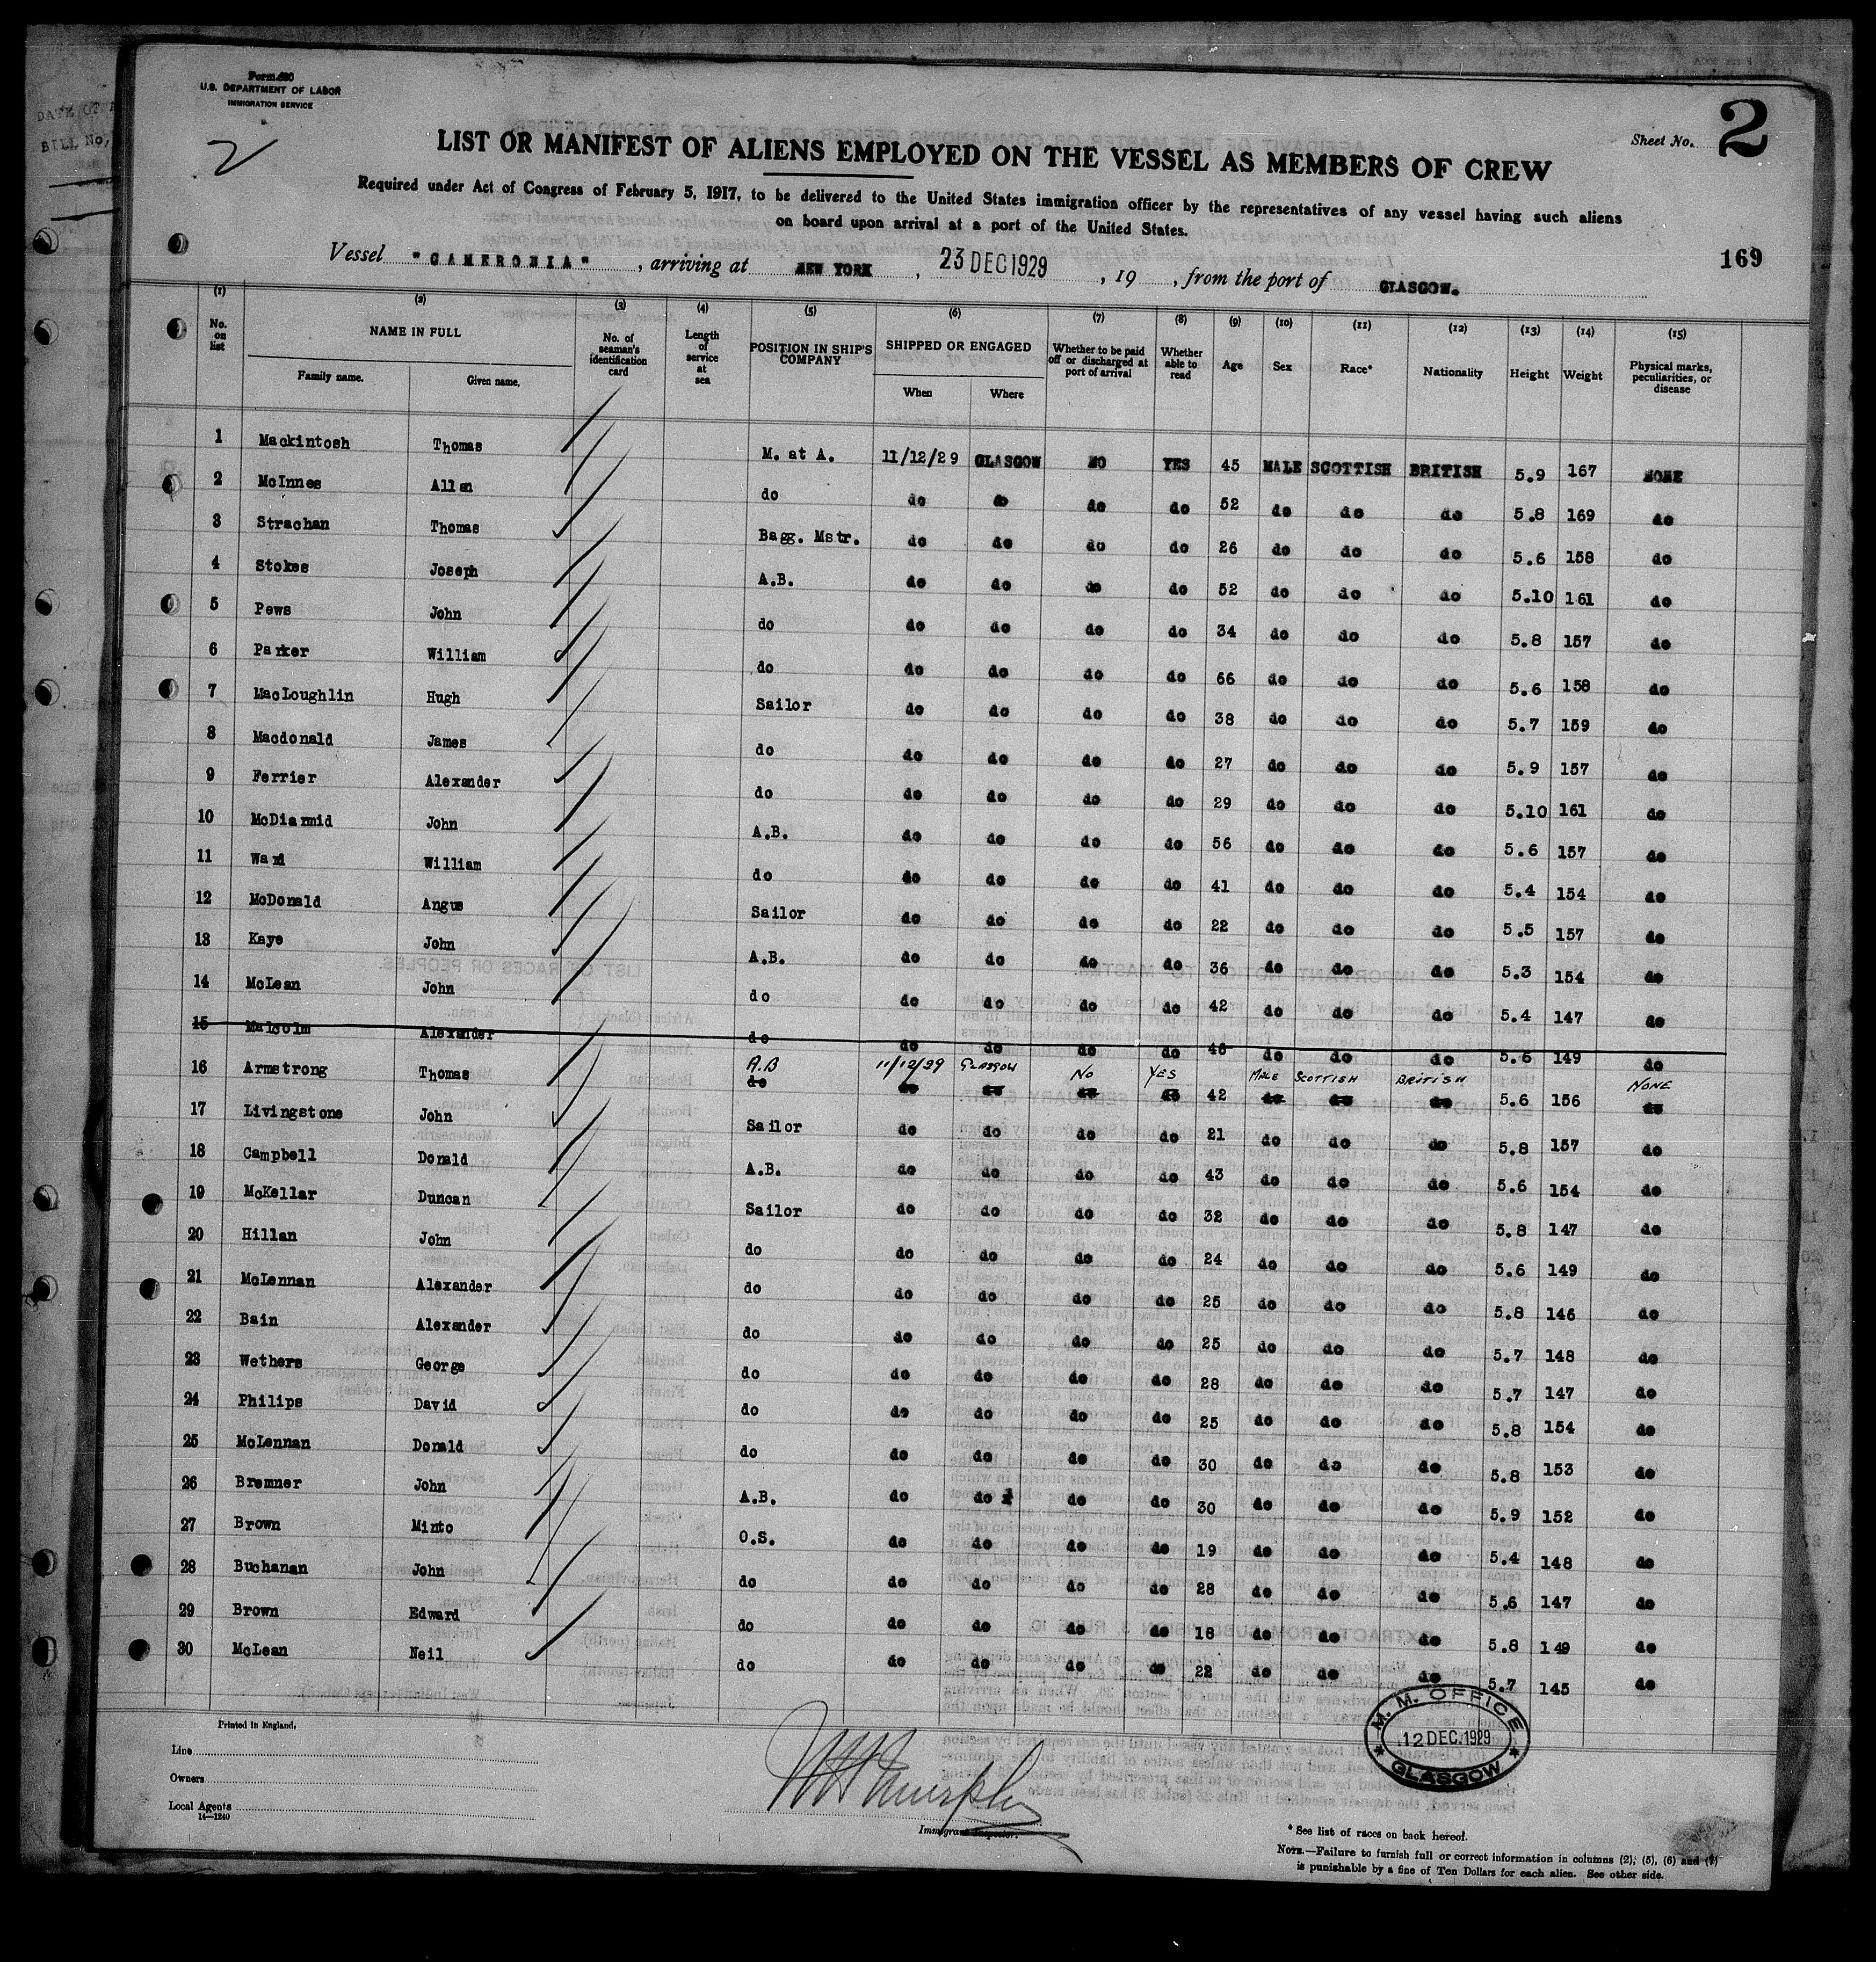 Form 680
U.S. DEPARTMENT OF LABOR
IMMIGRATION SERVICE
2
Sheet No. 2
LIST OR MANIFEST OF ALIENS EMPLOYED ON THE VESSEL AS MEMBERS OF CREW
Required under Act of Congress of February 5, 1917, to be delivered to the United States immigration officer by the representatives of any vessel having such aliens
on board upon arrival at a port of the United States.
Vessel "CAMERONIA", arriving at NEW YORK, 23 DEC 1929, 19 , from the port of GLASGOW.
169
(1) (2) (3) (4) (5) (6) (7) (8) (9) (10) (11) (12) (13) (14) (15)
No. on list NAME IN FULL Family name. Given name. No. of seaman's identification card Length of service at sea POSITION IN SHIP'S COMPANY SHIPPED OR ENGAGED When Where Whether to be paid off or discharged at port of arrival Whether able to read Age Sex Race* Nationality Height Weight Physical marks, peculiarities, or disease
1 Mackintosh Thomas M. at A. 11/12/29 GLASGOW NO YES 45 MALE SCOTTISH BRITISH 5.9 167 NONE
2 McInnes Allan do do do do do 52 do do do 5.8 169 do
3 Strachan Thomas Bagg. Mstr. do do do do 26 do do do 5.6 158 do
4 Stokes Joseph A.B. do do do do 52 do do do 5.10 161 do
5 Pews John do do do do do 34 do do do 5.8 157 do
6 Parker William do do do do do 66 do do do 5.6 158 do
7 MacLoughlin Hugh Sailor do do do do 38 do do do 5.7 159 do
8 Macdonald James do do do do do 27 do do do 5.9 157 do
9 Ferrier Alexander do do do do do 29 do do do 5.10 161 do
10 McDiarmid John A.B. do do do do 56 do do do 5.6 157 do
11 Ward William do do do do do 41 do do do 5.4 154 do
12 McDonald Angus Sailor do do do do 22 do do do 5.5 157 do
13 Kaye John A.B. do do do do 36 do do do 5.3 154 do
14 McLean John do do do do do 42 do do do 5.4 147 do
15 Malcolm Alexander do do do do do 46 do do do 5.6 149 do
16 Armstrong Thomas A.B do 11/12/29 do GLASGOW do NO do YES do 42 MALE do SCOTTISH do BRITISH do 5.6 156 NONE do
17 Livingstone John Sailor do do do do 21 do do do 5.8 157 do
18 Campbell Donald A.B. do do do do 43 do do do 5.6 154 do
19 McKellar Duncan Sailor do do do do 32 do do do 5.8 147 do
20 Hillan John do do do do do 24 do do do 5.6 149 do
21 McLennan Alexander do do do do do 25 do do do 5.8 146 do
22 Bain Alexander do do do do do 25 do do do 5.7 148 do
23 Wethers George do do do do do 28 do do do 5.7 147 do
24 Philips David do do do do do 25 do do do 5.8 154 do
25 McLennan Donald do do do do do 30 do do do 5.8 153 do
26 Bremner John A.B. do do do do 30 do do do 5.9 152 do
27 Brown Minto O.S. do do do do 19 do do do 5.4 148 do
28 Buchanan John do do do do do 28 do do do 5.6 147 do
29 Brown Edward do do do do do 18 do do do 5.8 149 do
30 McLean Neil do do do do do 22 do do do 5.7 145 do
Printed in England.
Line
Owners
Local Agents
14—1240
Immigrant Inspector.
M. M. OFFICE
12 DEC. 1929
GLASGOW
* See list of races on back hereof.
NOTE.—Failure to furnish full or correct information in columns (2), (5), (6) and (7)
is punishable by a fine of Ten Dollars for each alien. See other side.